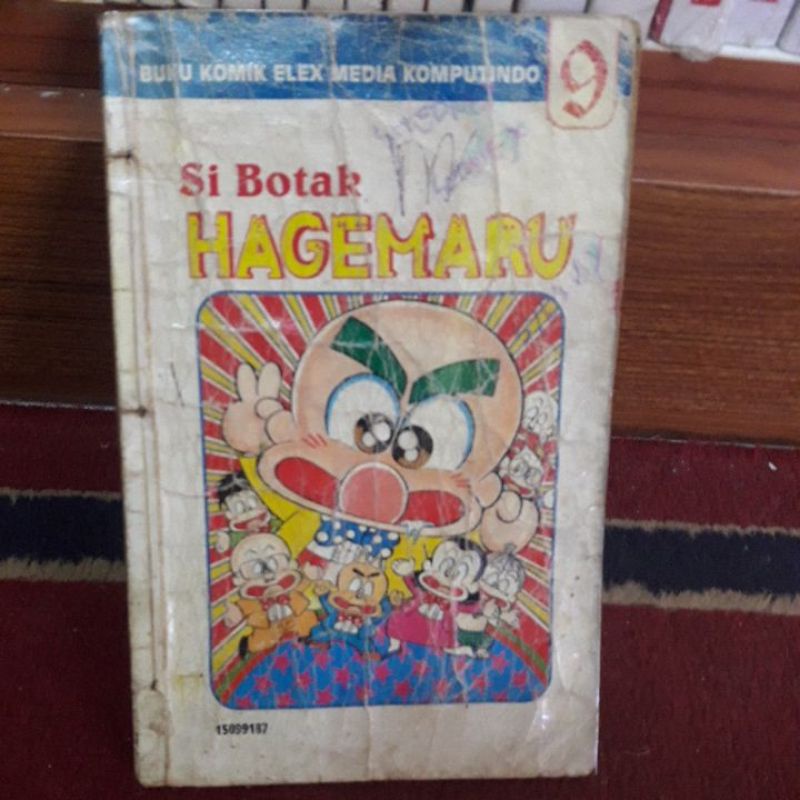 BUKU KOMIK ELEX MEDIA KOMPUTINDO
9
Si Botak
HAGEMARU
15099187